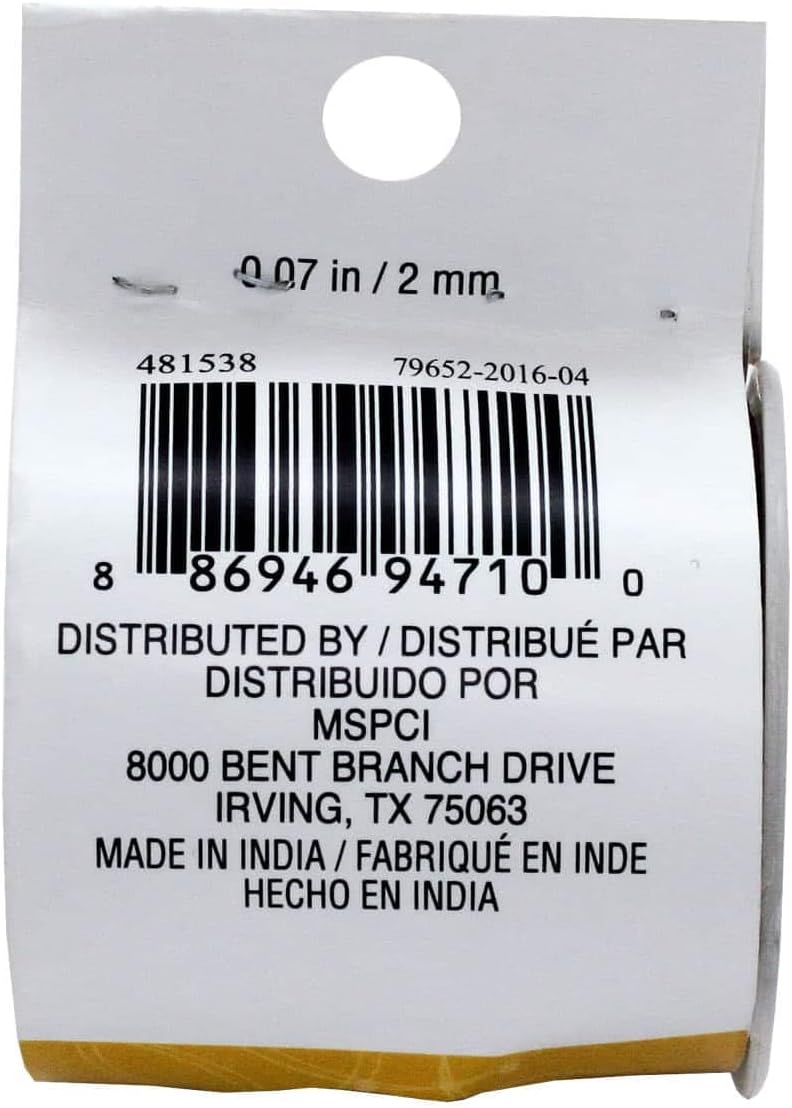 0.07 in / 2 mm
481538 79652-2016-04
8 86946 94710 0
DISTRIBUTED BY / DISTRIBUÉ PAR
DISTRIBUIDO POR
MSPCI
8000 BENT BRANCH DRIVE
IRVING, TX 75063
MADE IN INDIA / FABRIQUÉ EN INDE
HECHO EN INDIA